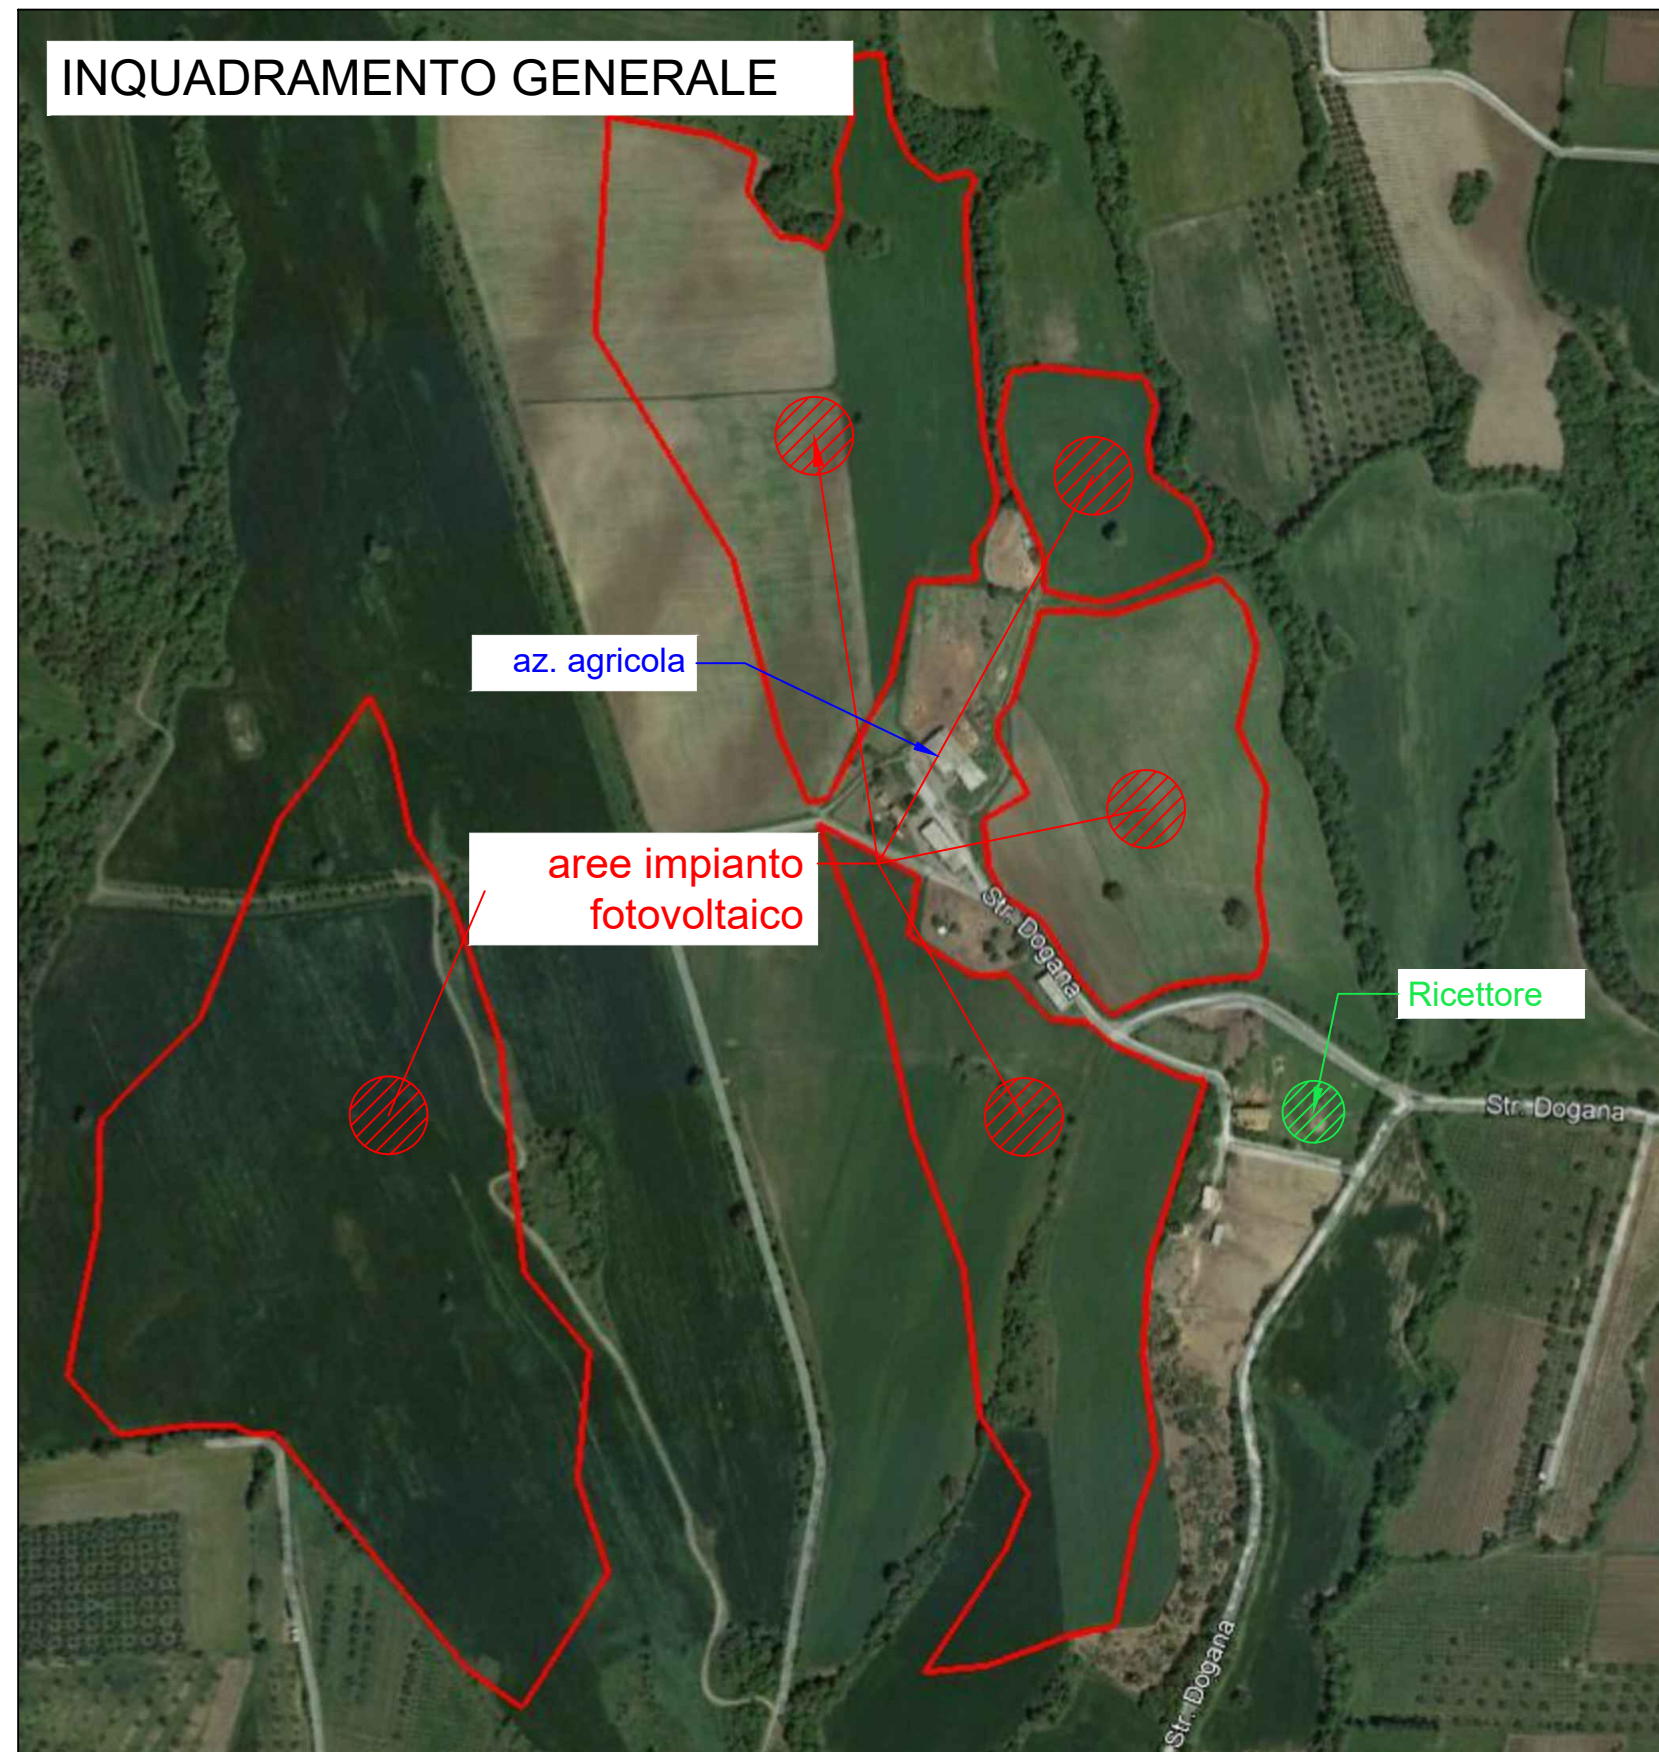 INQUADRAMENTO GENERALE
az. agricola
aree impianto
fotovoltaico
Str. Dogana
Ricettore
Str. Dogana
Str. Dogana